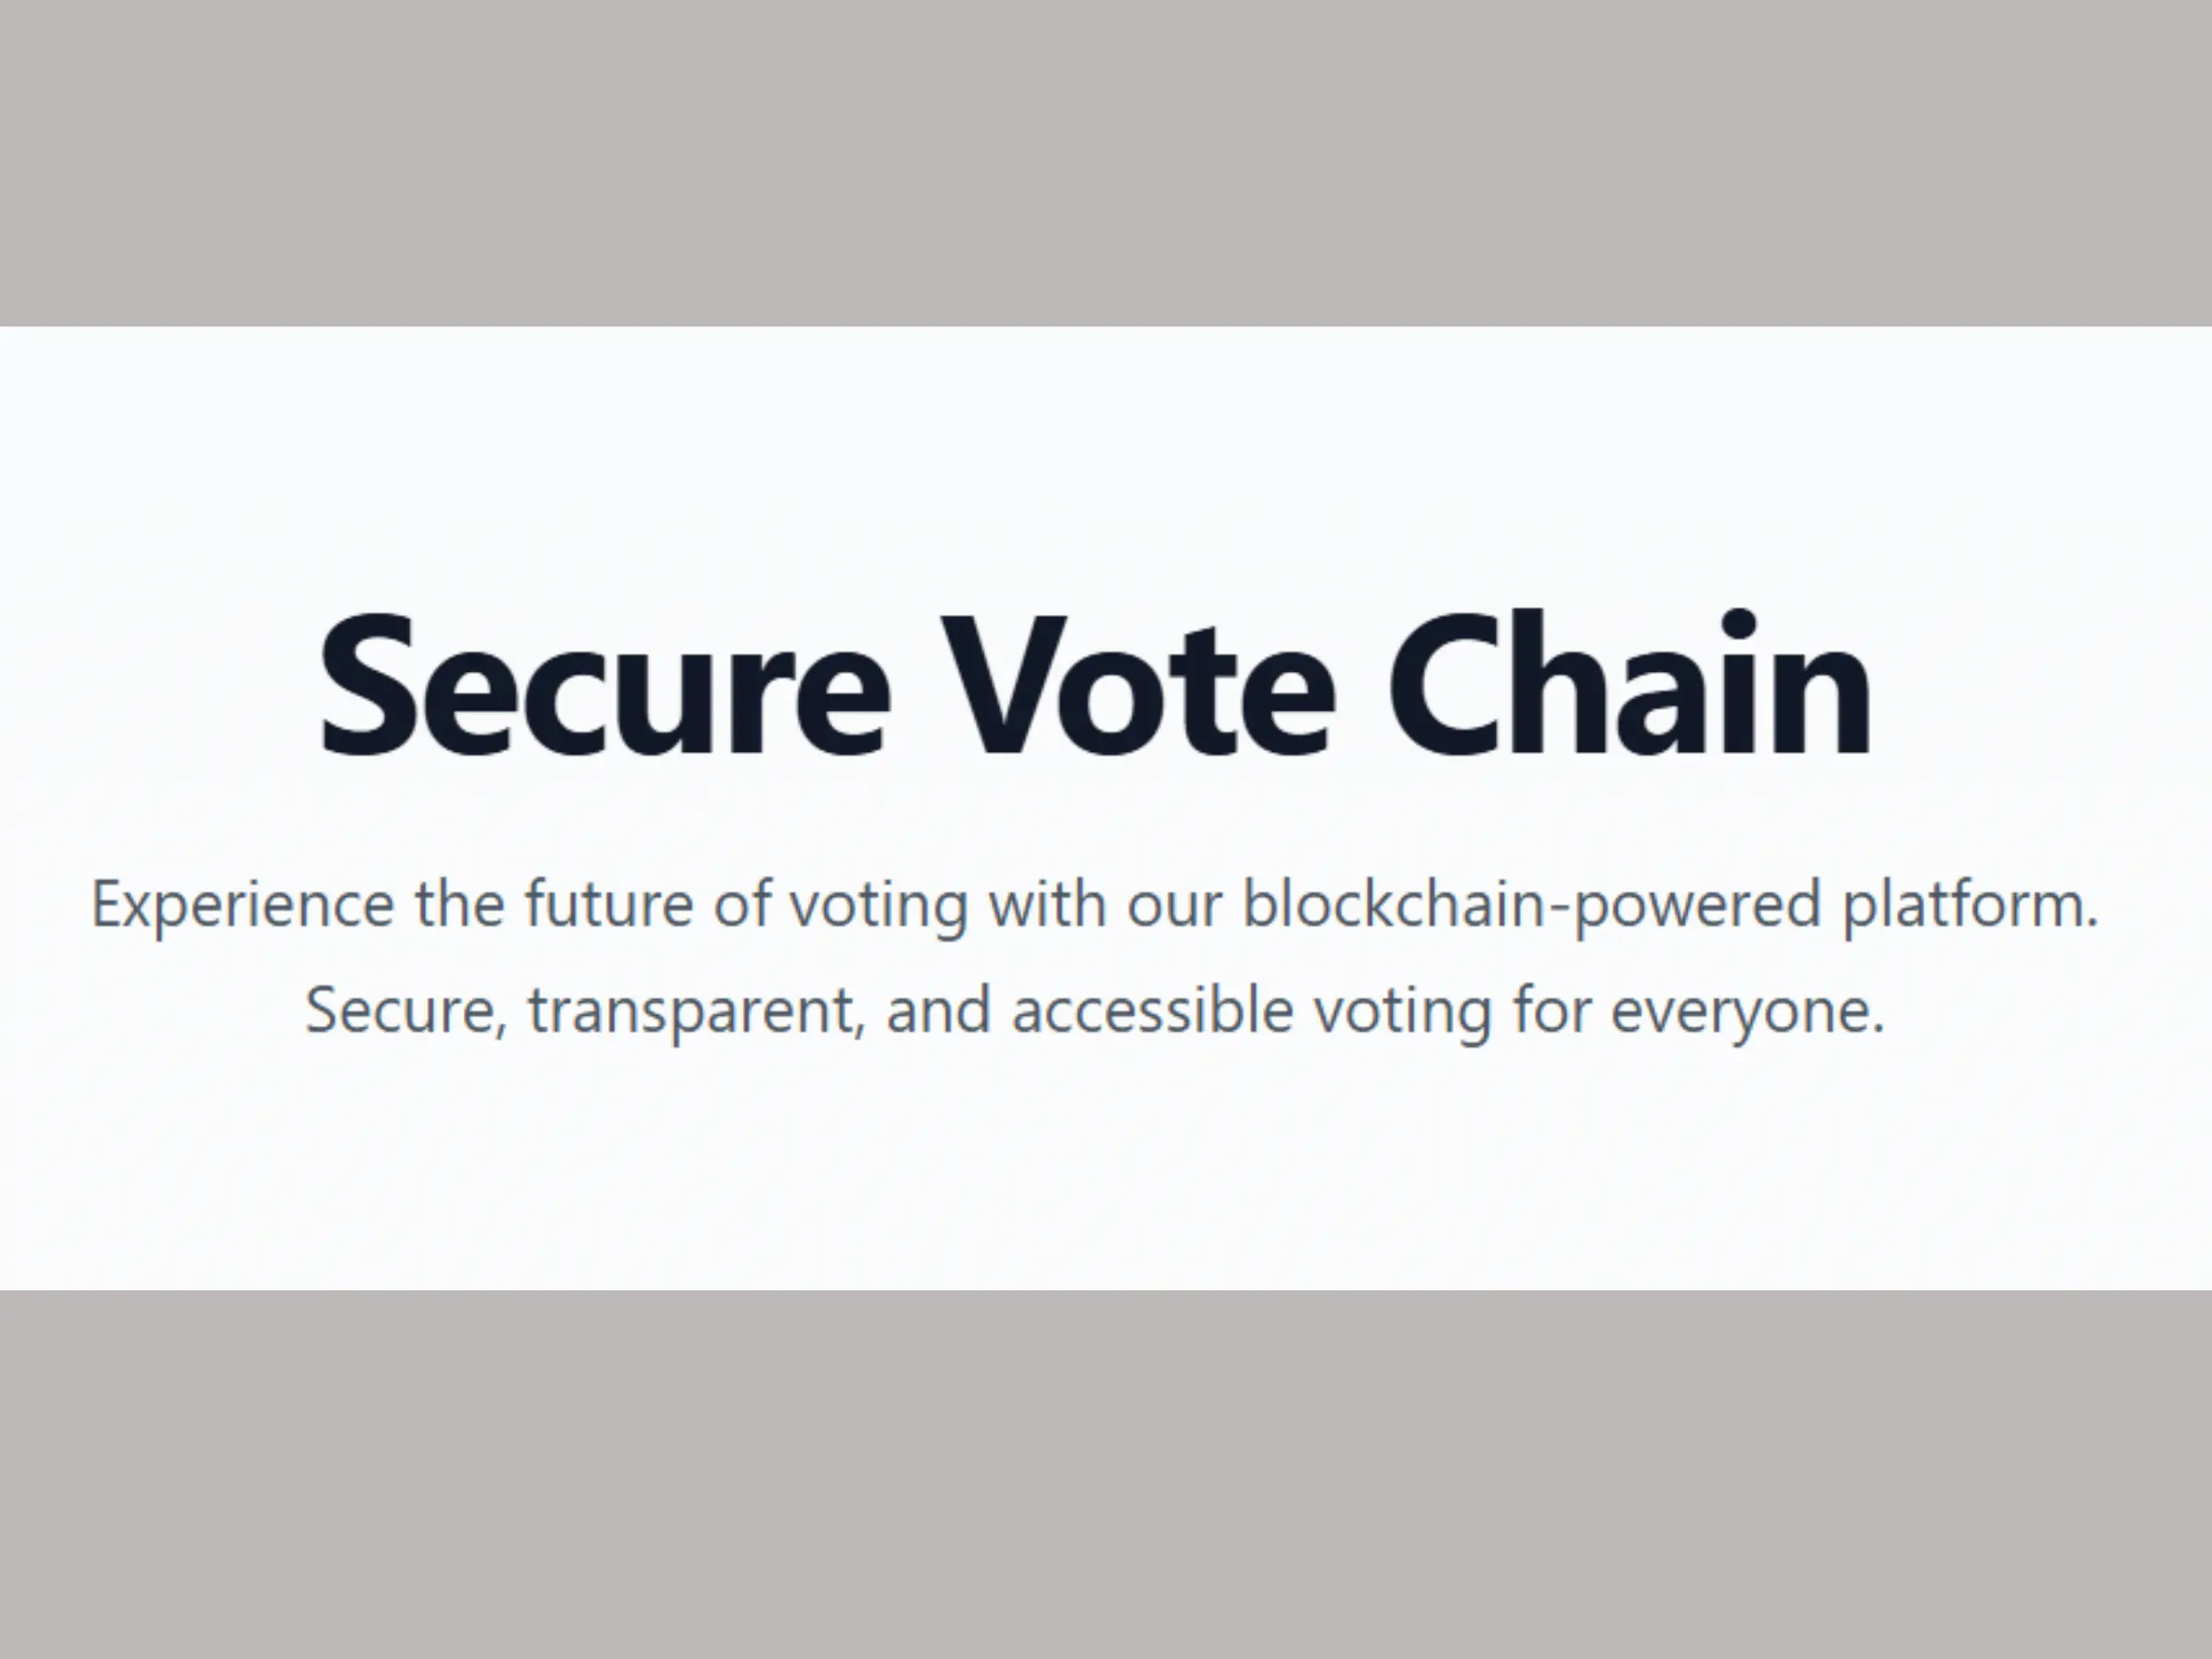 Secure Vote Chain
Experience the future of voting with our blockchain-powered platform.
Secure, transparent, and accessible voting for everyone.